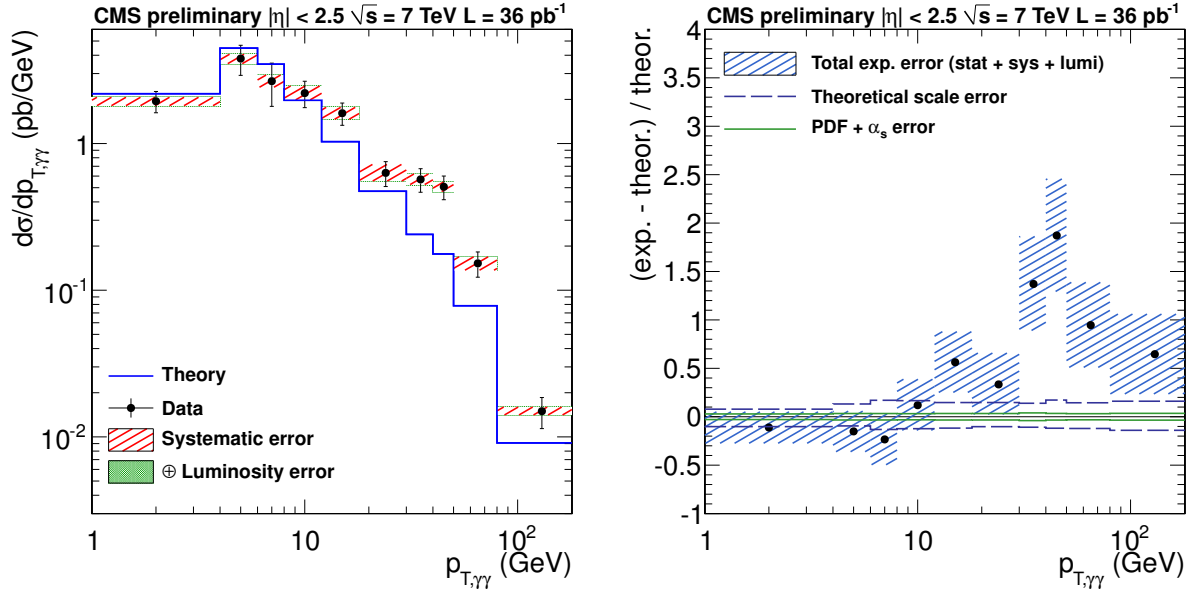 CMS preliminary |η| < 2.5 √s = 7 TeV L = 36 pb⁻¹
dσ/dp_T,γγ (pb/GeV)
1
10⁻¹
10⁻²
Theory
Data
Systematic error
⊕ Luminosity error
1 10 10²
p_T,γγ (GeV)
CMS preliminary |η| < 2.5 √s = 7 TeV L = 36 pb⁻¹
(exp. - theor.) / theor.
4
3.5
3
2.5
2
1.5
1
0.5
0
-0.5
-1
Total exp. error (stat + sys + lumi)
Theoretical scale error
PDF + α_s error
1 10 10²
p_T,γγ (GeV)